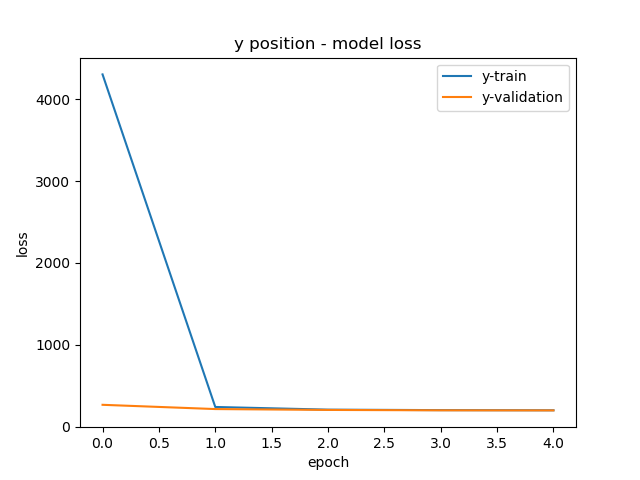 y position - model loss
y-train
y-validation
4000
3000
2000
1000
0
loss
0.0 0.5 1.0 1.5 2.0 2.5 3.0 3.5 4.0
epoch